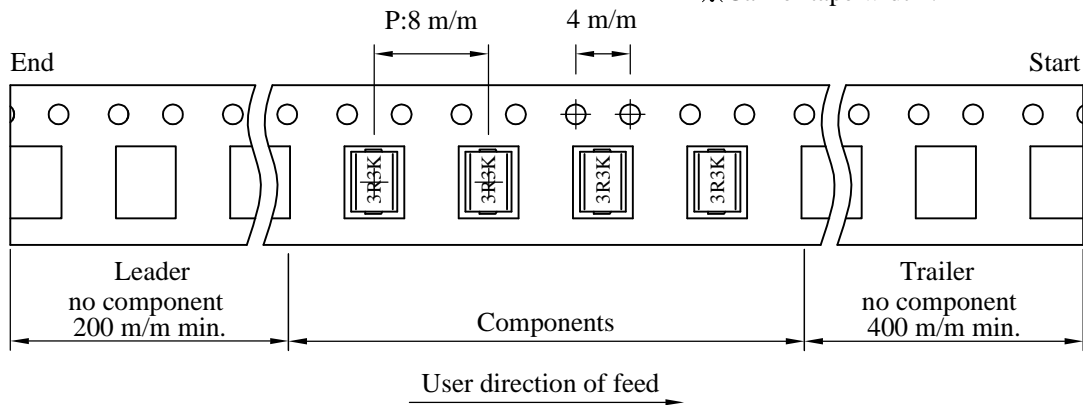 P:8 m/m
4 m/m
End
Start
3R3K
3R3K
3R3K
3R3K
Leader
no component
200 m/m min.
Components
Trailer
no component
400 m/m min.
User direction of feed